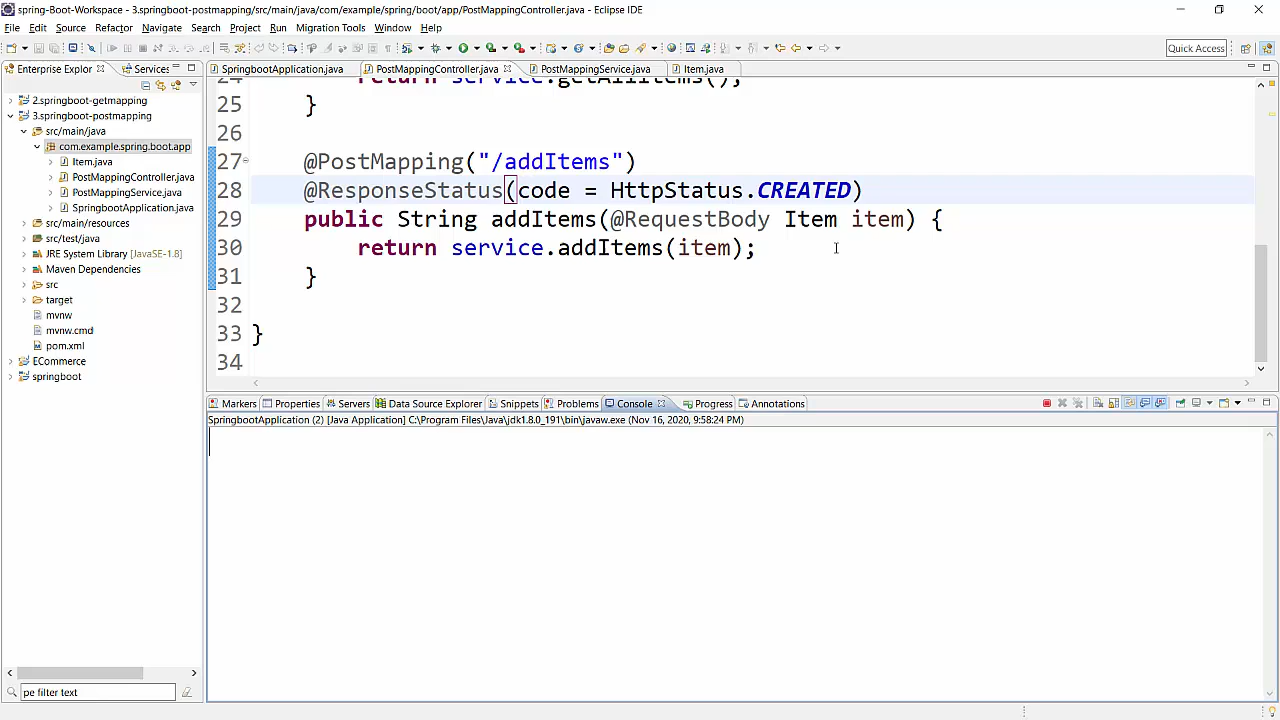 spring-Boot-Workspace - 3.springboot-postmapping/src/main/java/com/example/spring/boot/app/PostMappingController.java - Eclipse IDE
File Edit Source Refactor Navigate Search Project Run Migration Tools Window Help
Quick Access
Enterprise Explor
Services
SpringbootApplication.java PostMappingController.java PostMappingService.java Item.java
2.springboot-getmapping
3.springboot-postmapping
src/main/java
com.example.spring.boot.app
Item.java
PostMappingController.java
PostMappingService.java
SpringbootApplication.java
src/main/resources
src/test/java
JRE System Library [JavaSE-1.8]
Maven Dependencies
src
target
mvnw
mvnw.cmd
pom.xml
ECommerce
springboot
pe filter text
24 return service.getAllItems();
25 }
26
27 @PostMapping("/addItems")
28 @ResponseStatus(code = HttpStatus.CREATED)
29 public String addItems(@RequestBody Item item) {
30 return service.addItems(item);
31 }
32
33 }
34
Markers Properties Servers Data Source Explorer Snippets Problems Console Progress Annotations
SpringbootApplication (2) [Java Application] C:\Program Files\Java\jdk1.8.0_191\bin\javaw.exe (Nov 16, 2020, 9:58:24 PM)